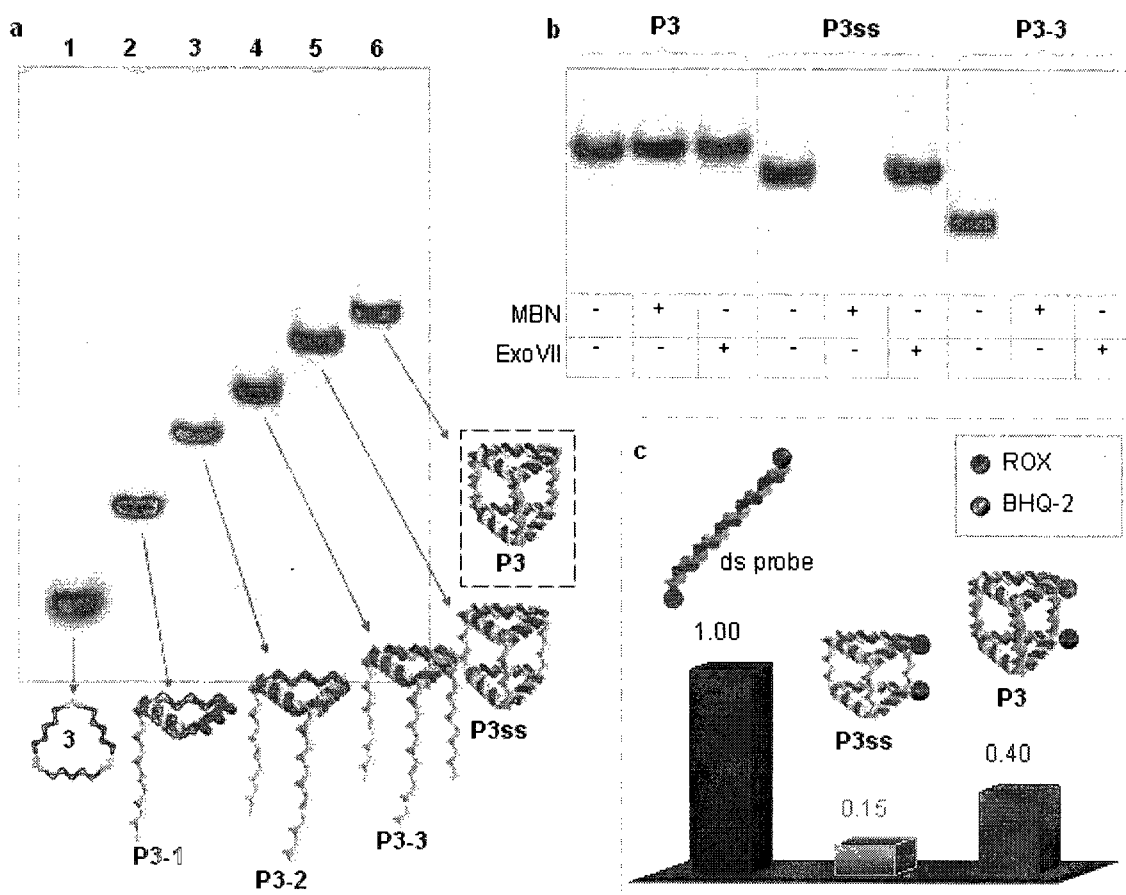 a
1 2 3 4 5 6
3
P3-1
P3-2
P3-3
P3ss
P3
b
P3 P3ss P3-3
MBN - + - - + - - + -
ExoVII - - + - - + - - +
c
ROX
BHQ-2
ds probe
1.00
P3ss
0.15
P3
0.40